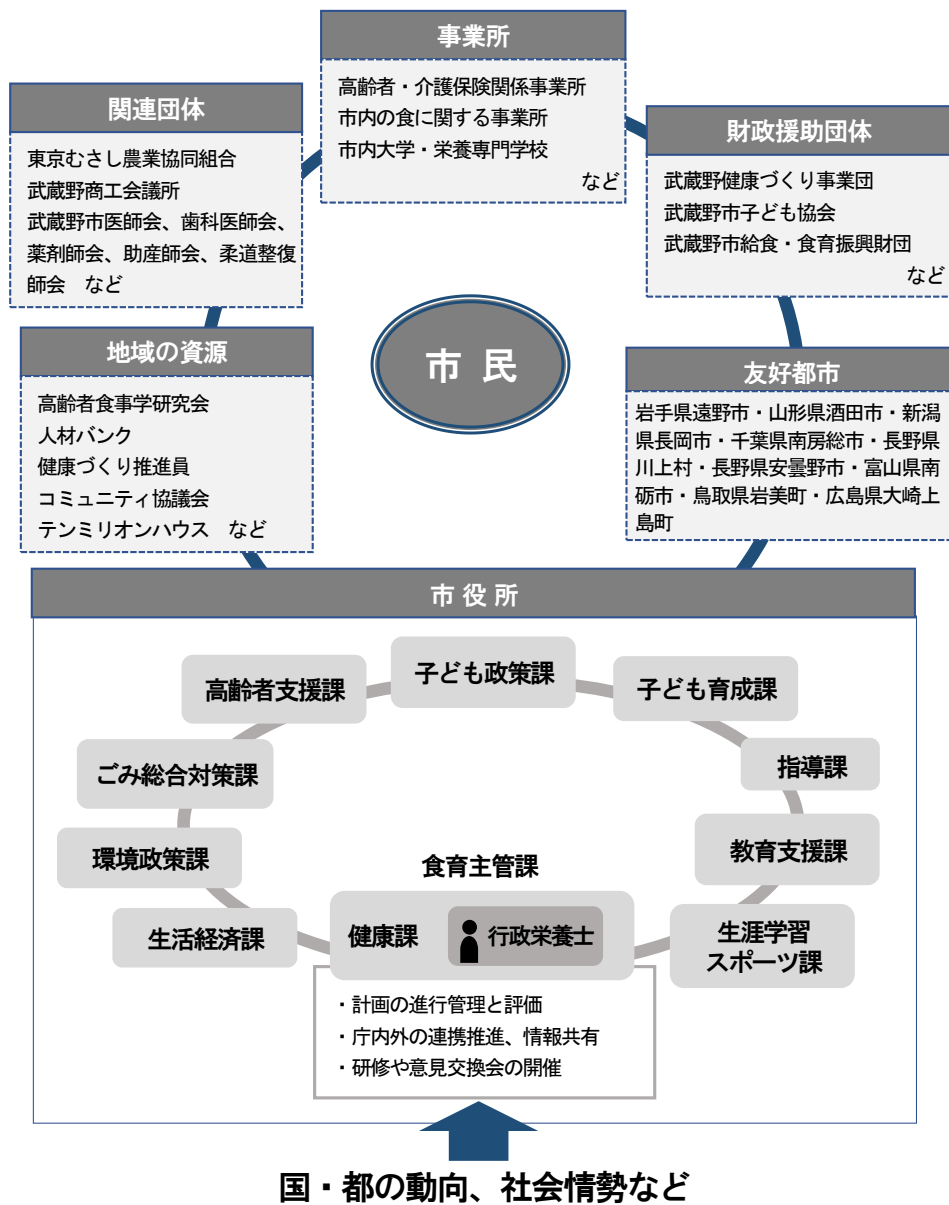 事業所
高齢者・介護保険関係事業所
市内の食に関する事業所
市内大学・栄養専門学校
など
関連団体
東京むさし農業協同組合
武蔵野商工会議所
武蔵野市医師会、歯科医師会、
薬剤師会、助産師会、柔道整復
師会　など
財政援助団体
武蔵野健康づくり事業団
武蔵野市子ども協会
武蔵野市給食・食育振興財団
など
市 民
地域の資源
高齢者食事学研究会
人材バンク
健康づくり推進員
コミュニティ協議会
テンミリオンハウス　など
友好都市
岩手県遠野市・山形県酒田市・新潟
県長岡市・千葉県南房総市・長野県
川上村・長野県安曇野市・富山県南
砺市・鳥取県岩美町・広島県大崎上
島町
市 役 所
高齢者支援課
子ども政策課
子ども育成課
ごみ総合対策課
指導課
環境政策課
教育支援課
生活経済課
食育主管課
健康課
行政栄養士
生涯学習
スポーツ課
・計画の進行管理と評価
・庁内外の連携推進、情報共有
・研修や意見交換会の開催
国・都の動向、社会情勢など